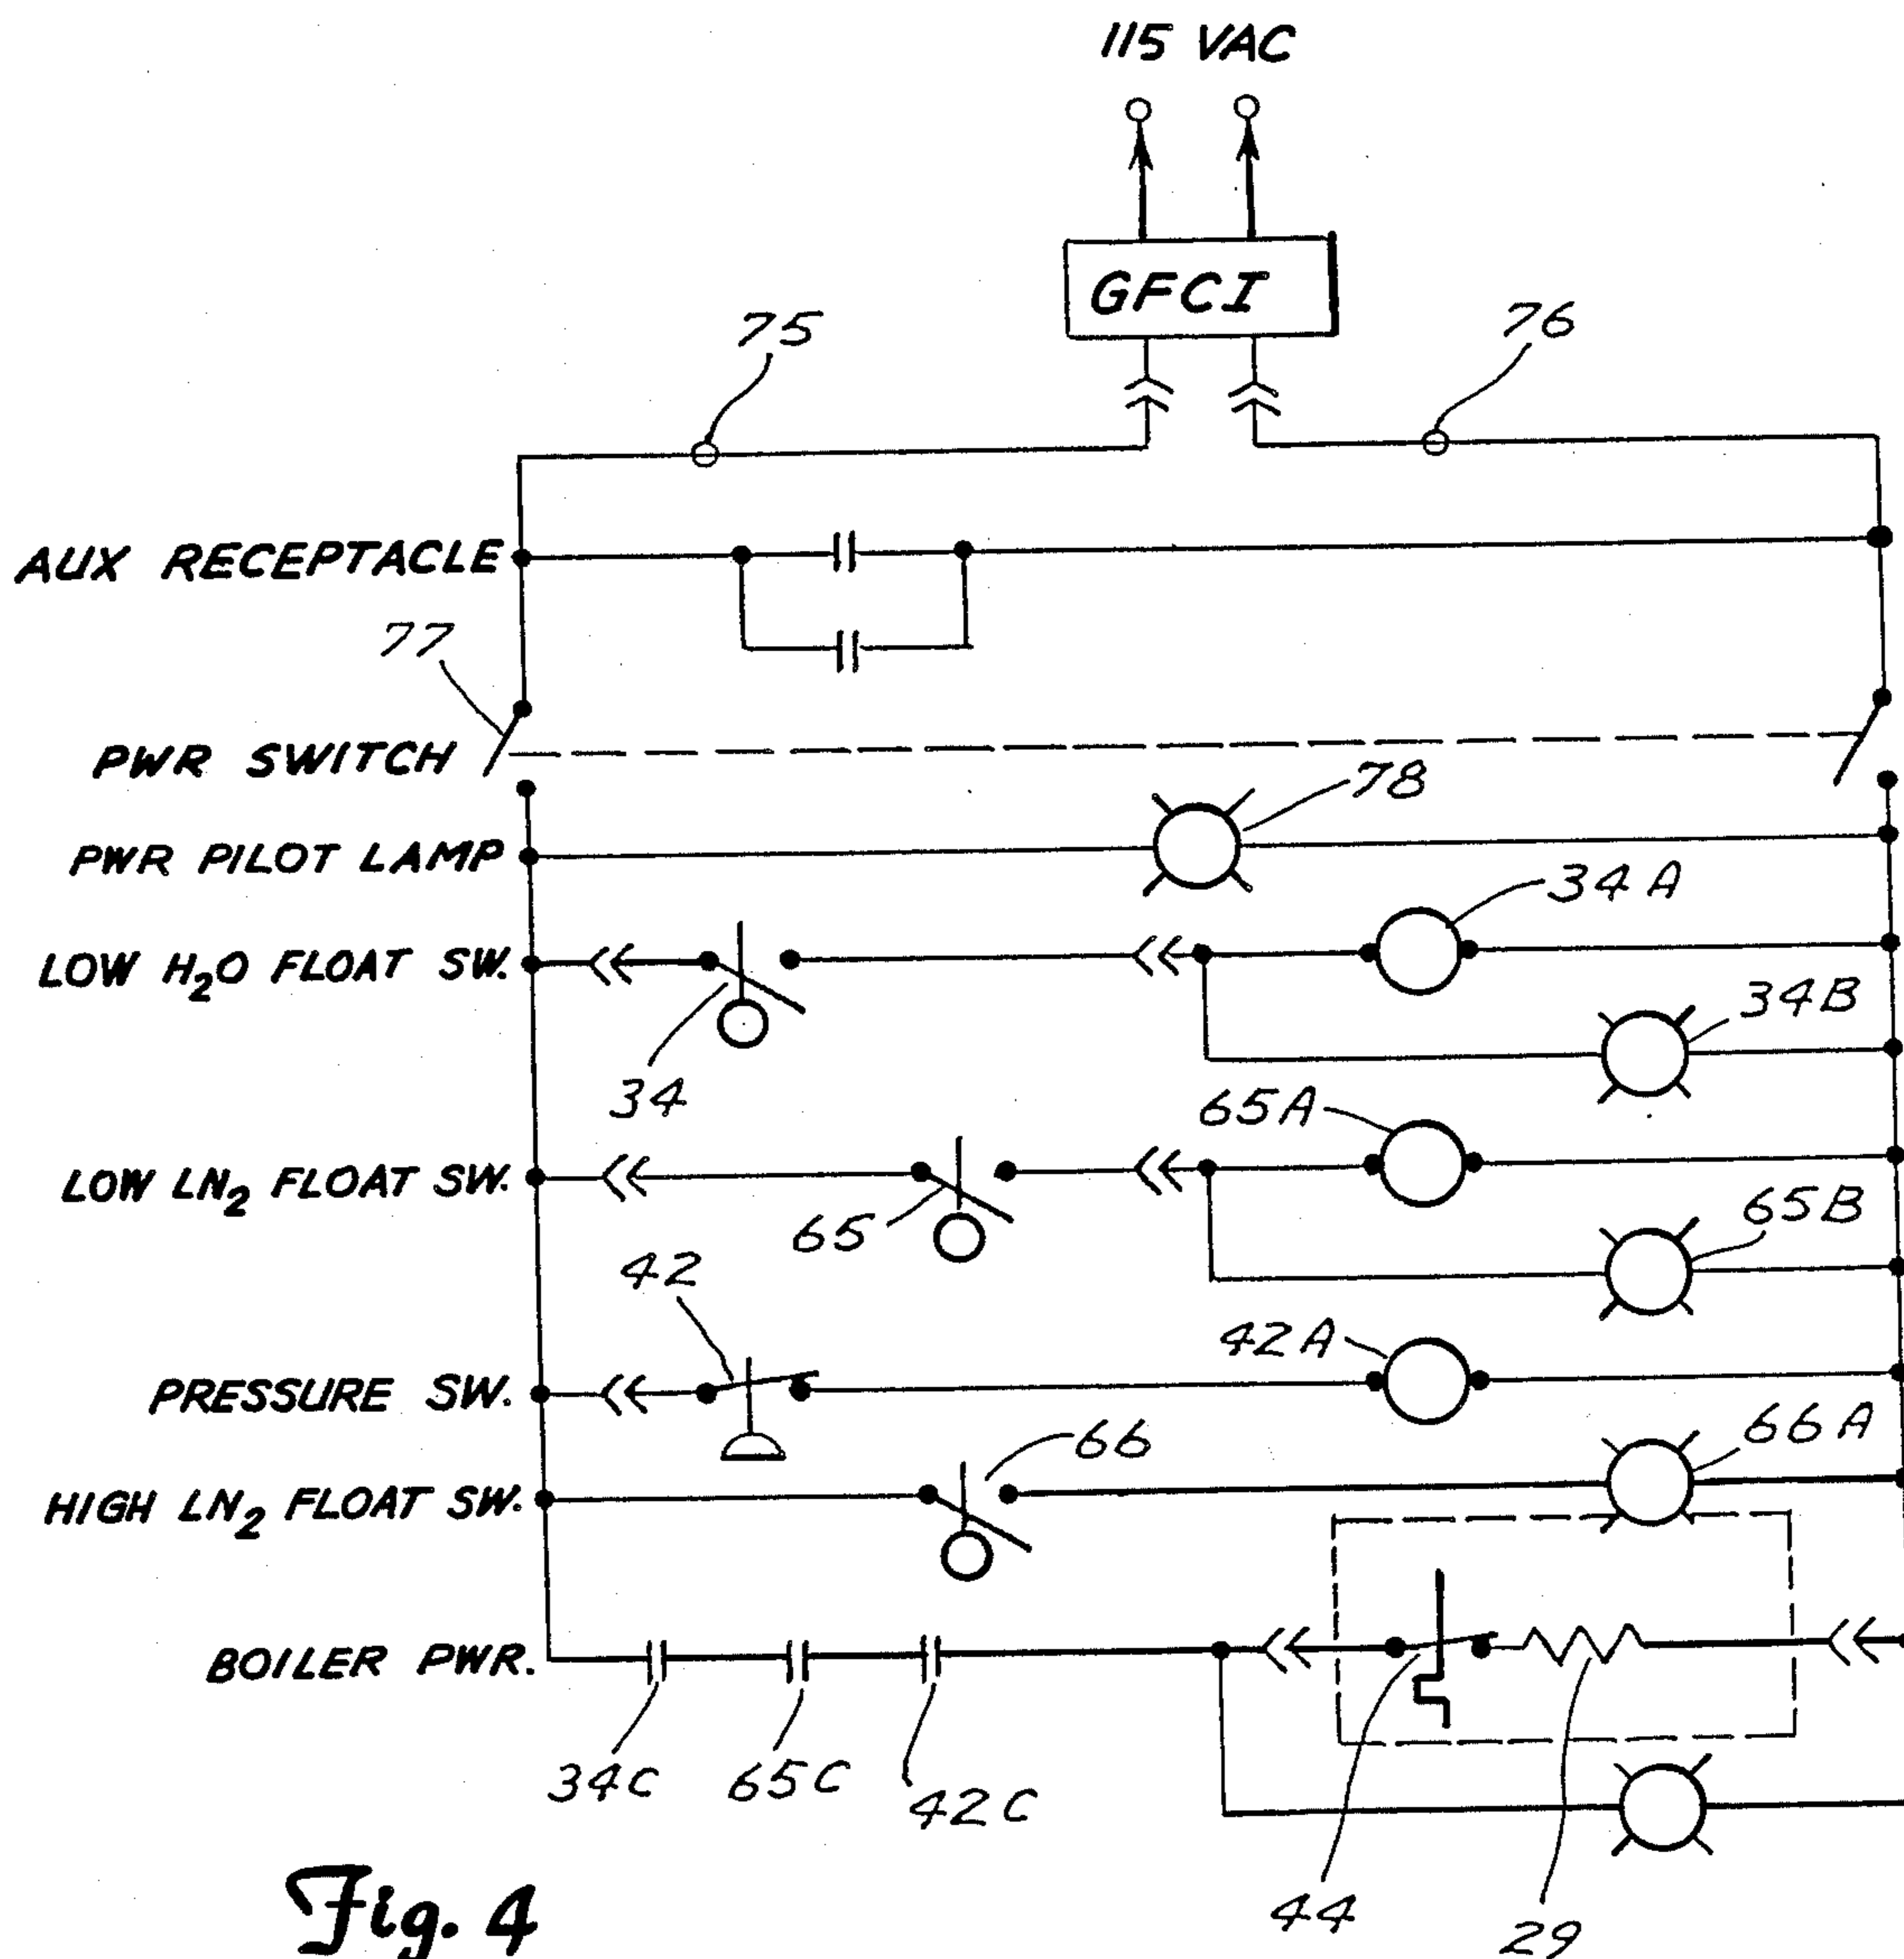 115 VAC
GFCI
75
76
AUX RECEPTACLE
77
PWR SWITCH
78
PWR PILOT LAMP
34A
LOW H₂O FLOAT SW.
34B
34
65A
LOW LN₂ FLOAT SW.
65
65B
42
42A
PRESSURE SW.
66
66A
HIGH LN₂ FLOAT SW.
BOILER PWR.
34C
65C
42C
44
29
Fig. 4